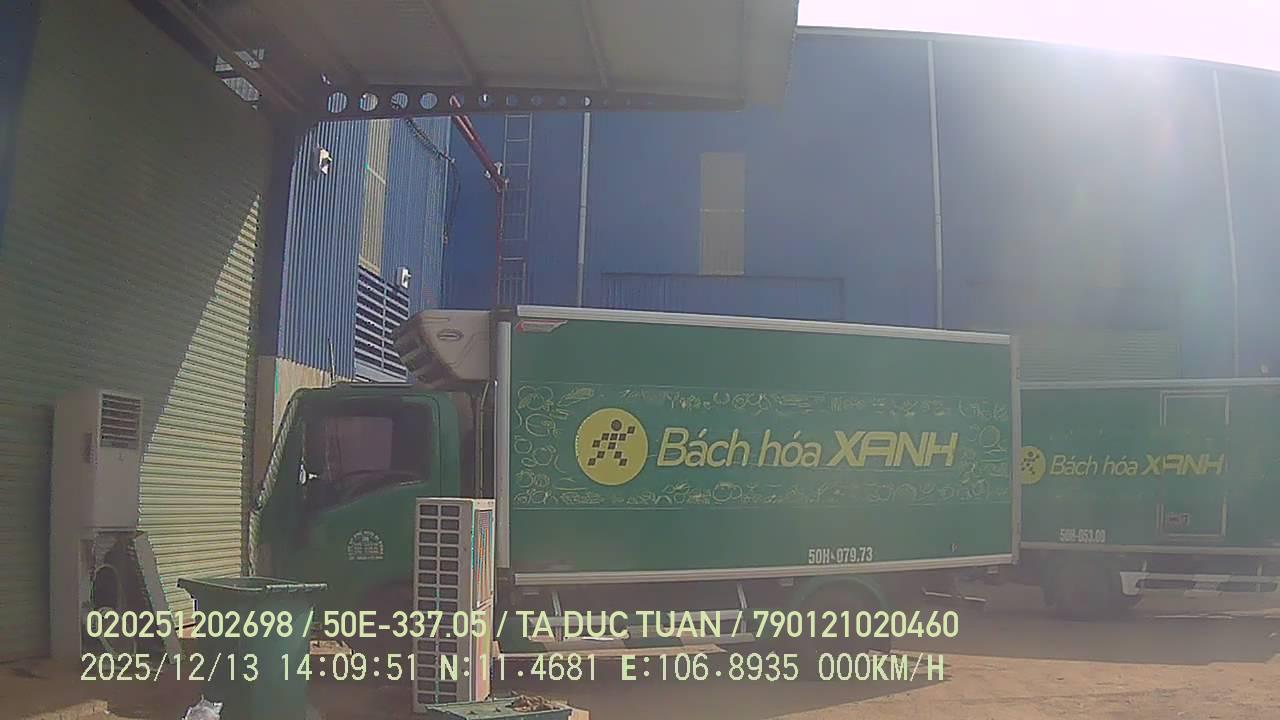 Bách hóa XANH
Bách hóa XANH
50H-053.00
50H-079.73
020251202698 / 50E-337.05 / TA DUC TUAN / 790121020460
2025/12/13 14:09:51 N:11.4681 E:106.8935 000KM/H